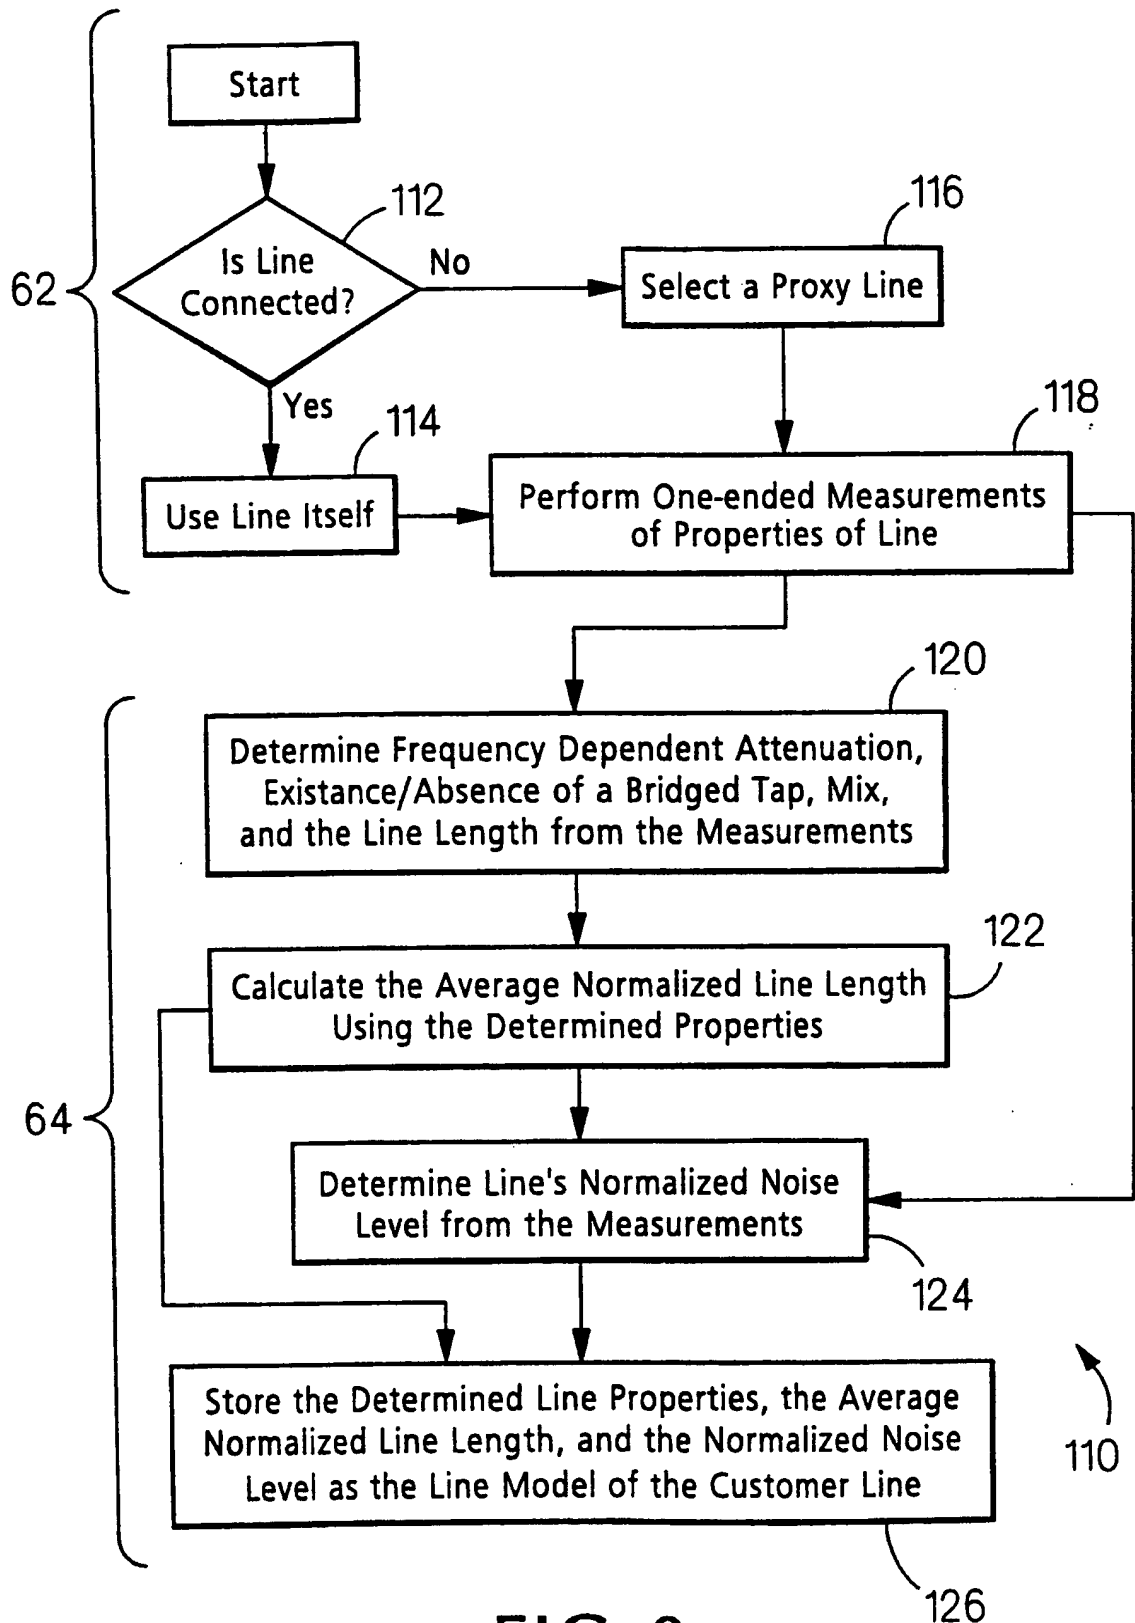 Start
112
Is Line
Connected?
No
116
Select a Proxy Line
62
Yes
114
Use Line Itself
118
Perform One-ended Measurements
of Properties of Line
120
Determine Frequency Dependent Attenuation,
Existance/Absence of a Bridged Tap, Mix,
and the Line Length from the Measurements
122
Calculate the Average Normalized Line Length
Using the Determined Properties
64
Determine Line's Normalized Noise
Level from the Measurements
124
Store the Determined Line Properties, the Average
Normalized Line Length, and the Normalized Noise
Level as the Line Model of the Customer Line
110
126